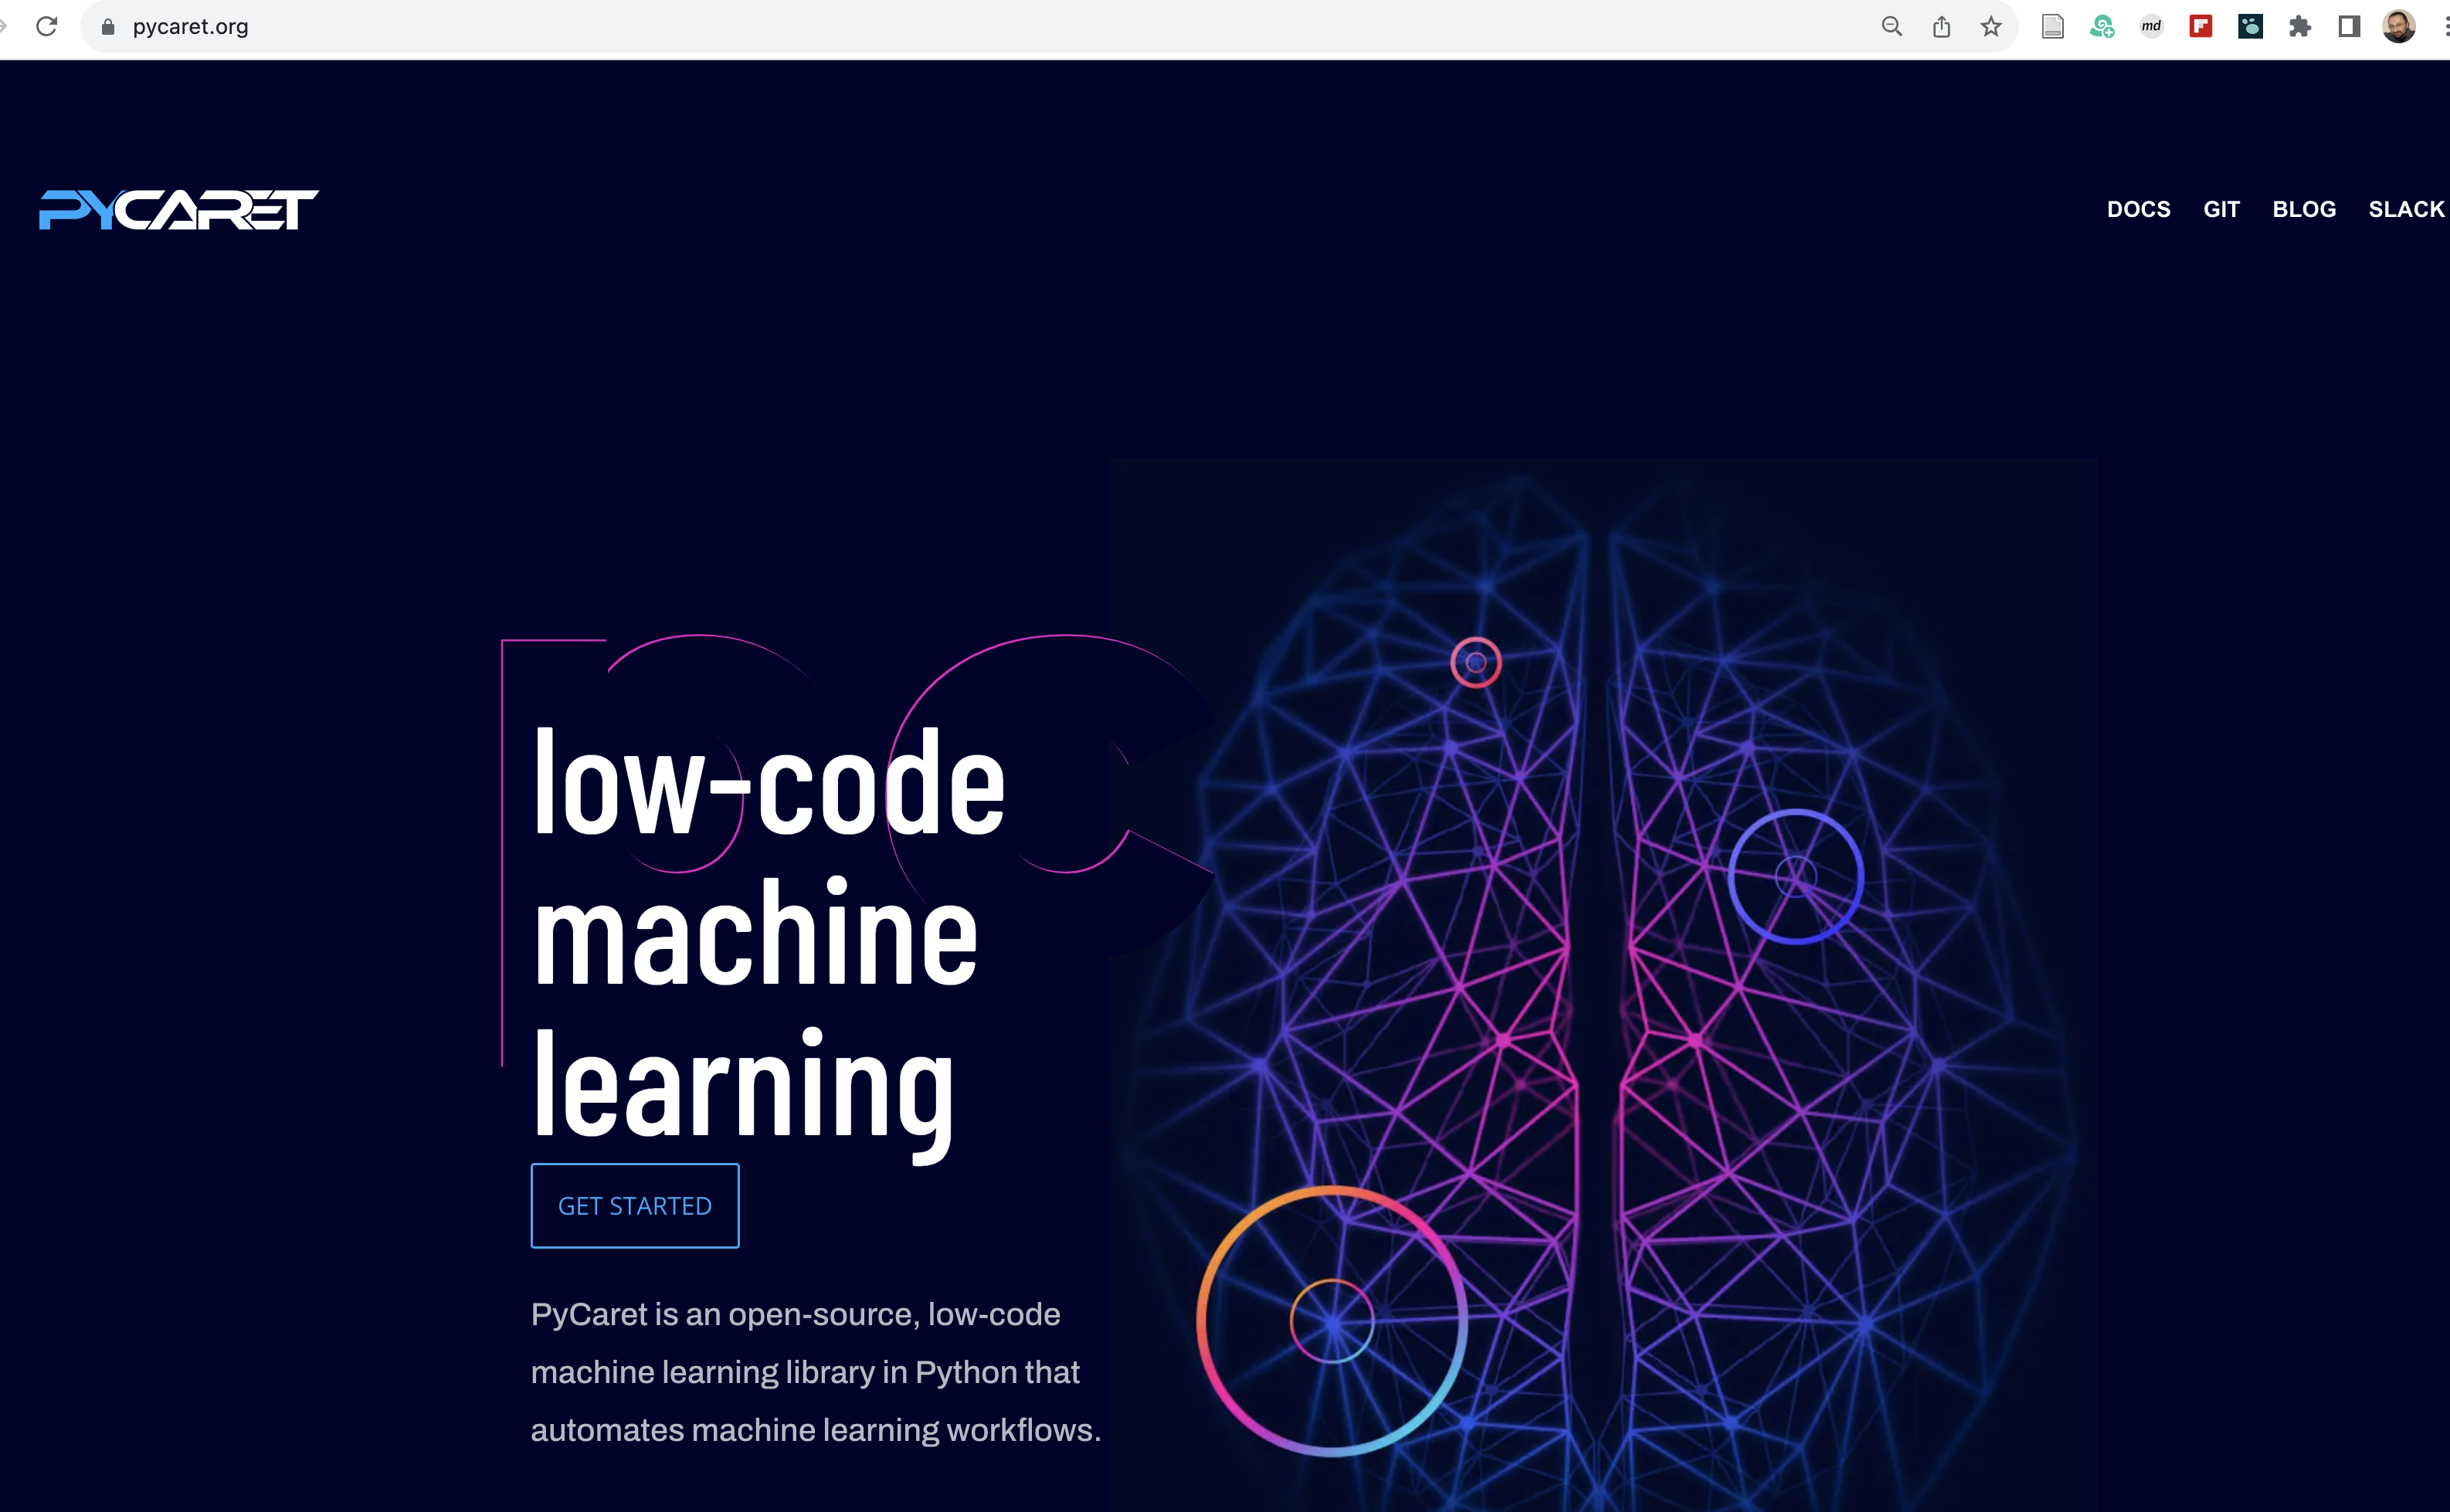 pycaret.org
md
PYCARET
DOCS GIT BLOG SLACK
low-code
machine
learning
GET STARTED
PyCaret is an open-source, low-code
machine learning library in Python that
automates machine learning workflows.